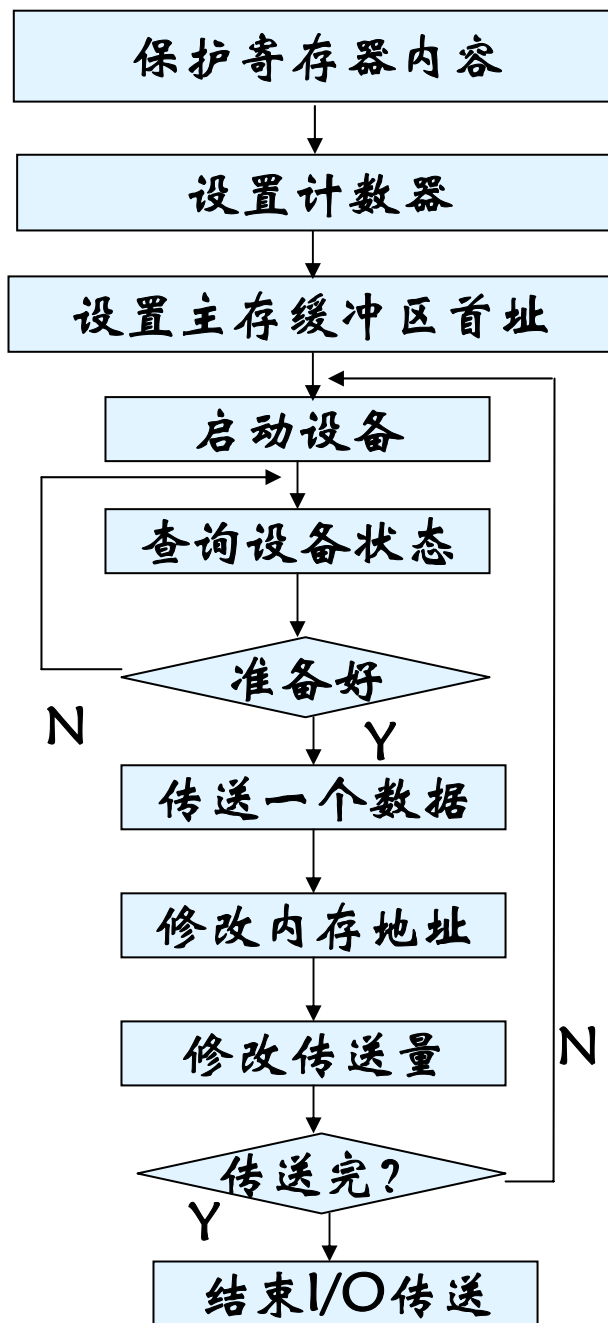 保护寄存器内容
设置计数器
设置主存缓冲区首址
启动设备
查询设备状态
准备好
N
Y
传送一个数据
修改内存地址
修改传送量
N
传送完?
Y
结束I/O传送